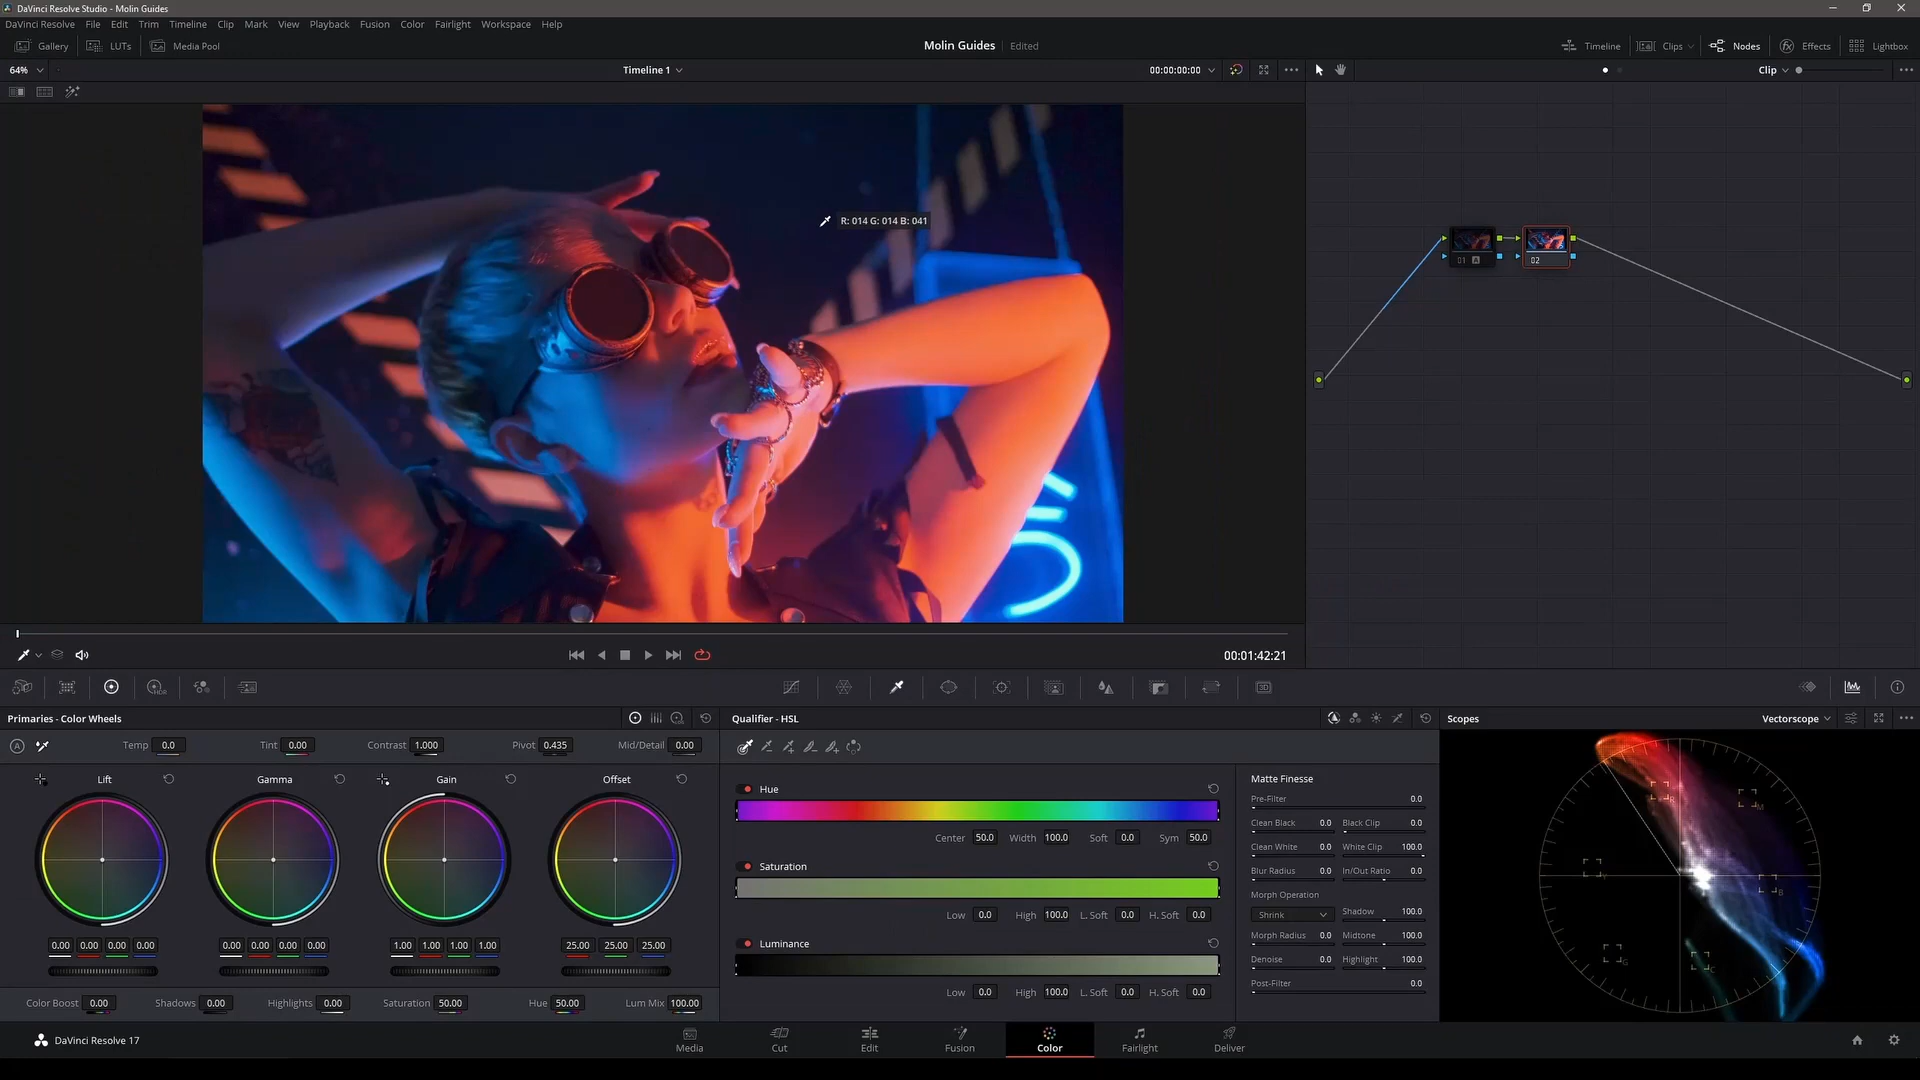 DaVinci Resolve Studio - Molin Guides
DaVinci Resolve File Edit Trim Timeline Clip Mark View Playback Fusion Color Fairlight Workspace Help
Gallery LUTs Media Pool Molin Guides Edited Timeline Clips Nodes Effects Lightbox
64% Timeline 1 00:00:00:00 Clip
R: 014 G: 014 B: 041
01 A 02
00:01:42:21
Primaries - Color Wheels Qualifier - HSL Scopes Vectorscope
A Temp 0.0 Tint 0.00 Contrast 1.000 Pivot 0.435 Mid/Detail 0.00
Lift Gamma Gain Offset
0.00 0.00 0.00 0.00 0.00 0.00 0.00 0.00 1.00 1.00 1.00 1.00 25.00 25.00 25.00
Color Boost 0.00 Shadows 0.00 Highlights 0.00 Saturation 50.00 Hue 50.00 Lum Mix 100.00
Hue
Center 50.0 Width 100.0 Soft 0.0 Sym 50.0
Saturation
Low 0.0 High 100.0 L. Soft 0.0 H. Soft 0.0
Luminance
Low 0.0 High 100.0 L. Soft 0.0 H. Soft 0.0
Matte Finesse
Pre-Filter 0.0
Clean Black 0.0 Black Clip 0.0
Clean White 0.0 White Clip 100.0
Blur Radius 0.0 In/Out Ratio 0.0
Morph Operation
Shrink Shadow 100.0
Morph Radius 0.0 Midtone 100.0
Denoise 0.0 Highlight 100.0
Post-Filter 0.0
R M
Y B
G C
DaVinci Resolve 17 Media Cut Edit Fusion Color Fairlight Deliver